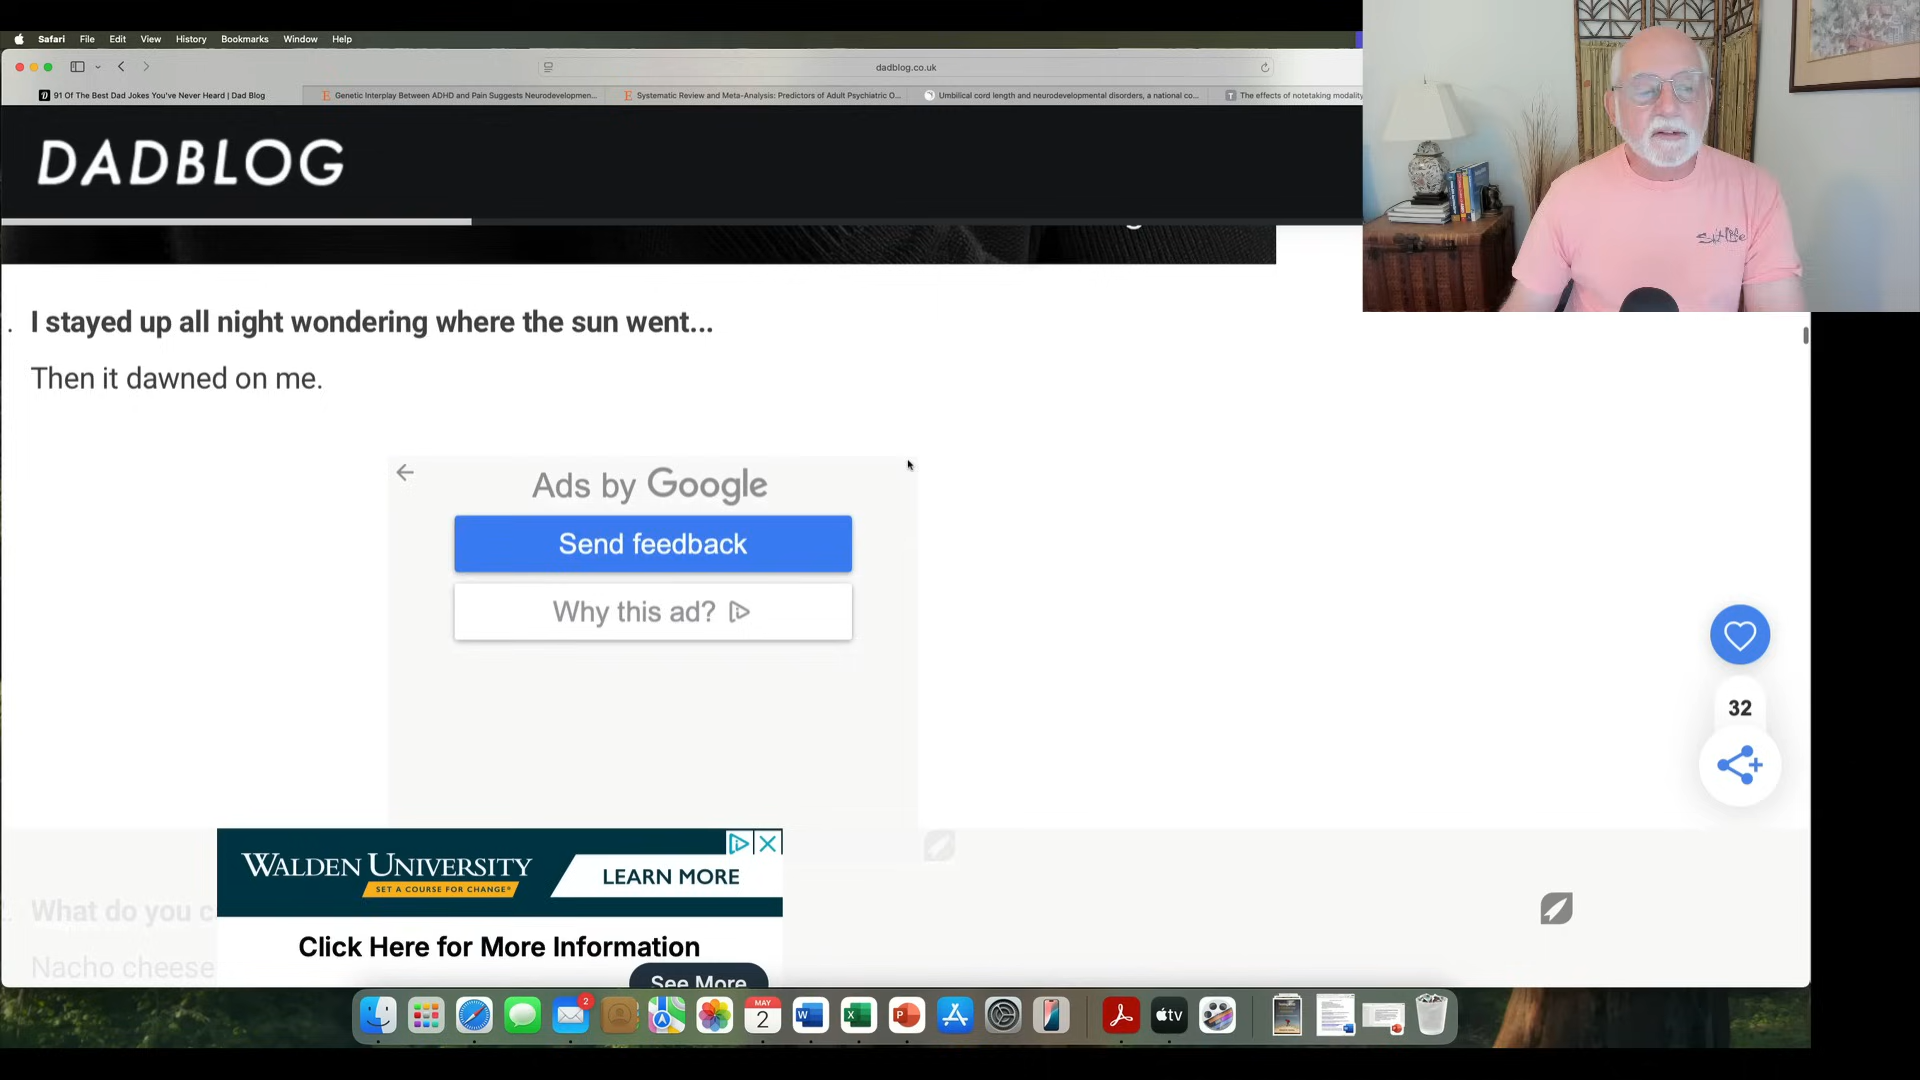 Safari File Edit View History Bookmarks Window Help
dadblog.co.uk
91 Of The Best Dad Jokes You've Never Heard | Dad Blog
Genetic Interplay Between ADHD and Pain Suggests Neurodevelopmen...
Systematic Review and Meta-Analysis: Predictors of Adult Psychiatric O...
Umbilical cord length and neurodevelopmental disorders, a national co...
The effects of notetaking modality
DADBLOG
I stayed up all night wondering where the sun went...
Then it dawned on me.
Ads by Google
Send feedback
Why this ad?
32
WALDEN UNIVERSITY
SET A COURSE FOR CHANGE®
LEARN MORE
What do you c
Click Here for More Information
Nacho cheese
See More
2
MAY
2
W
X
P
tv
Salt Life